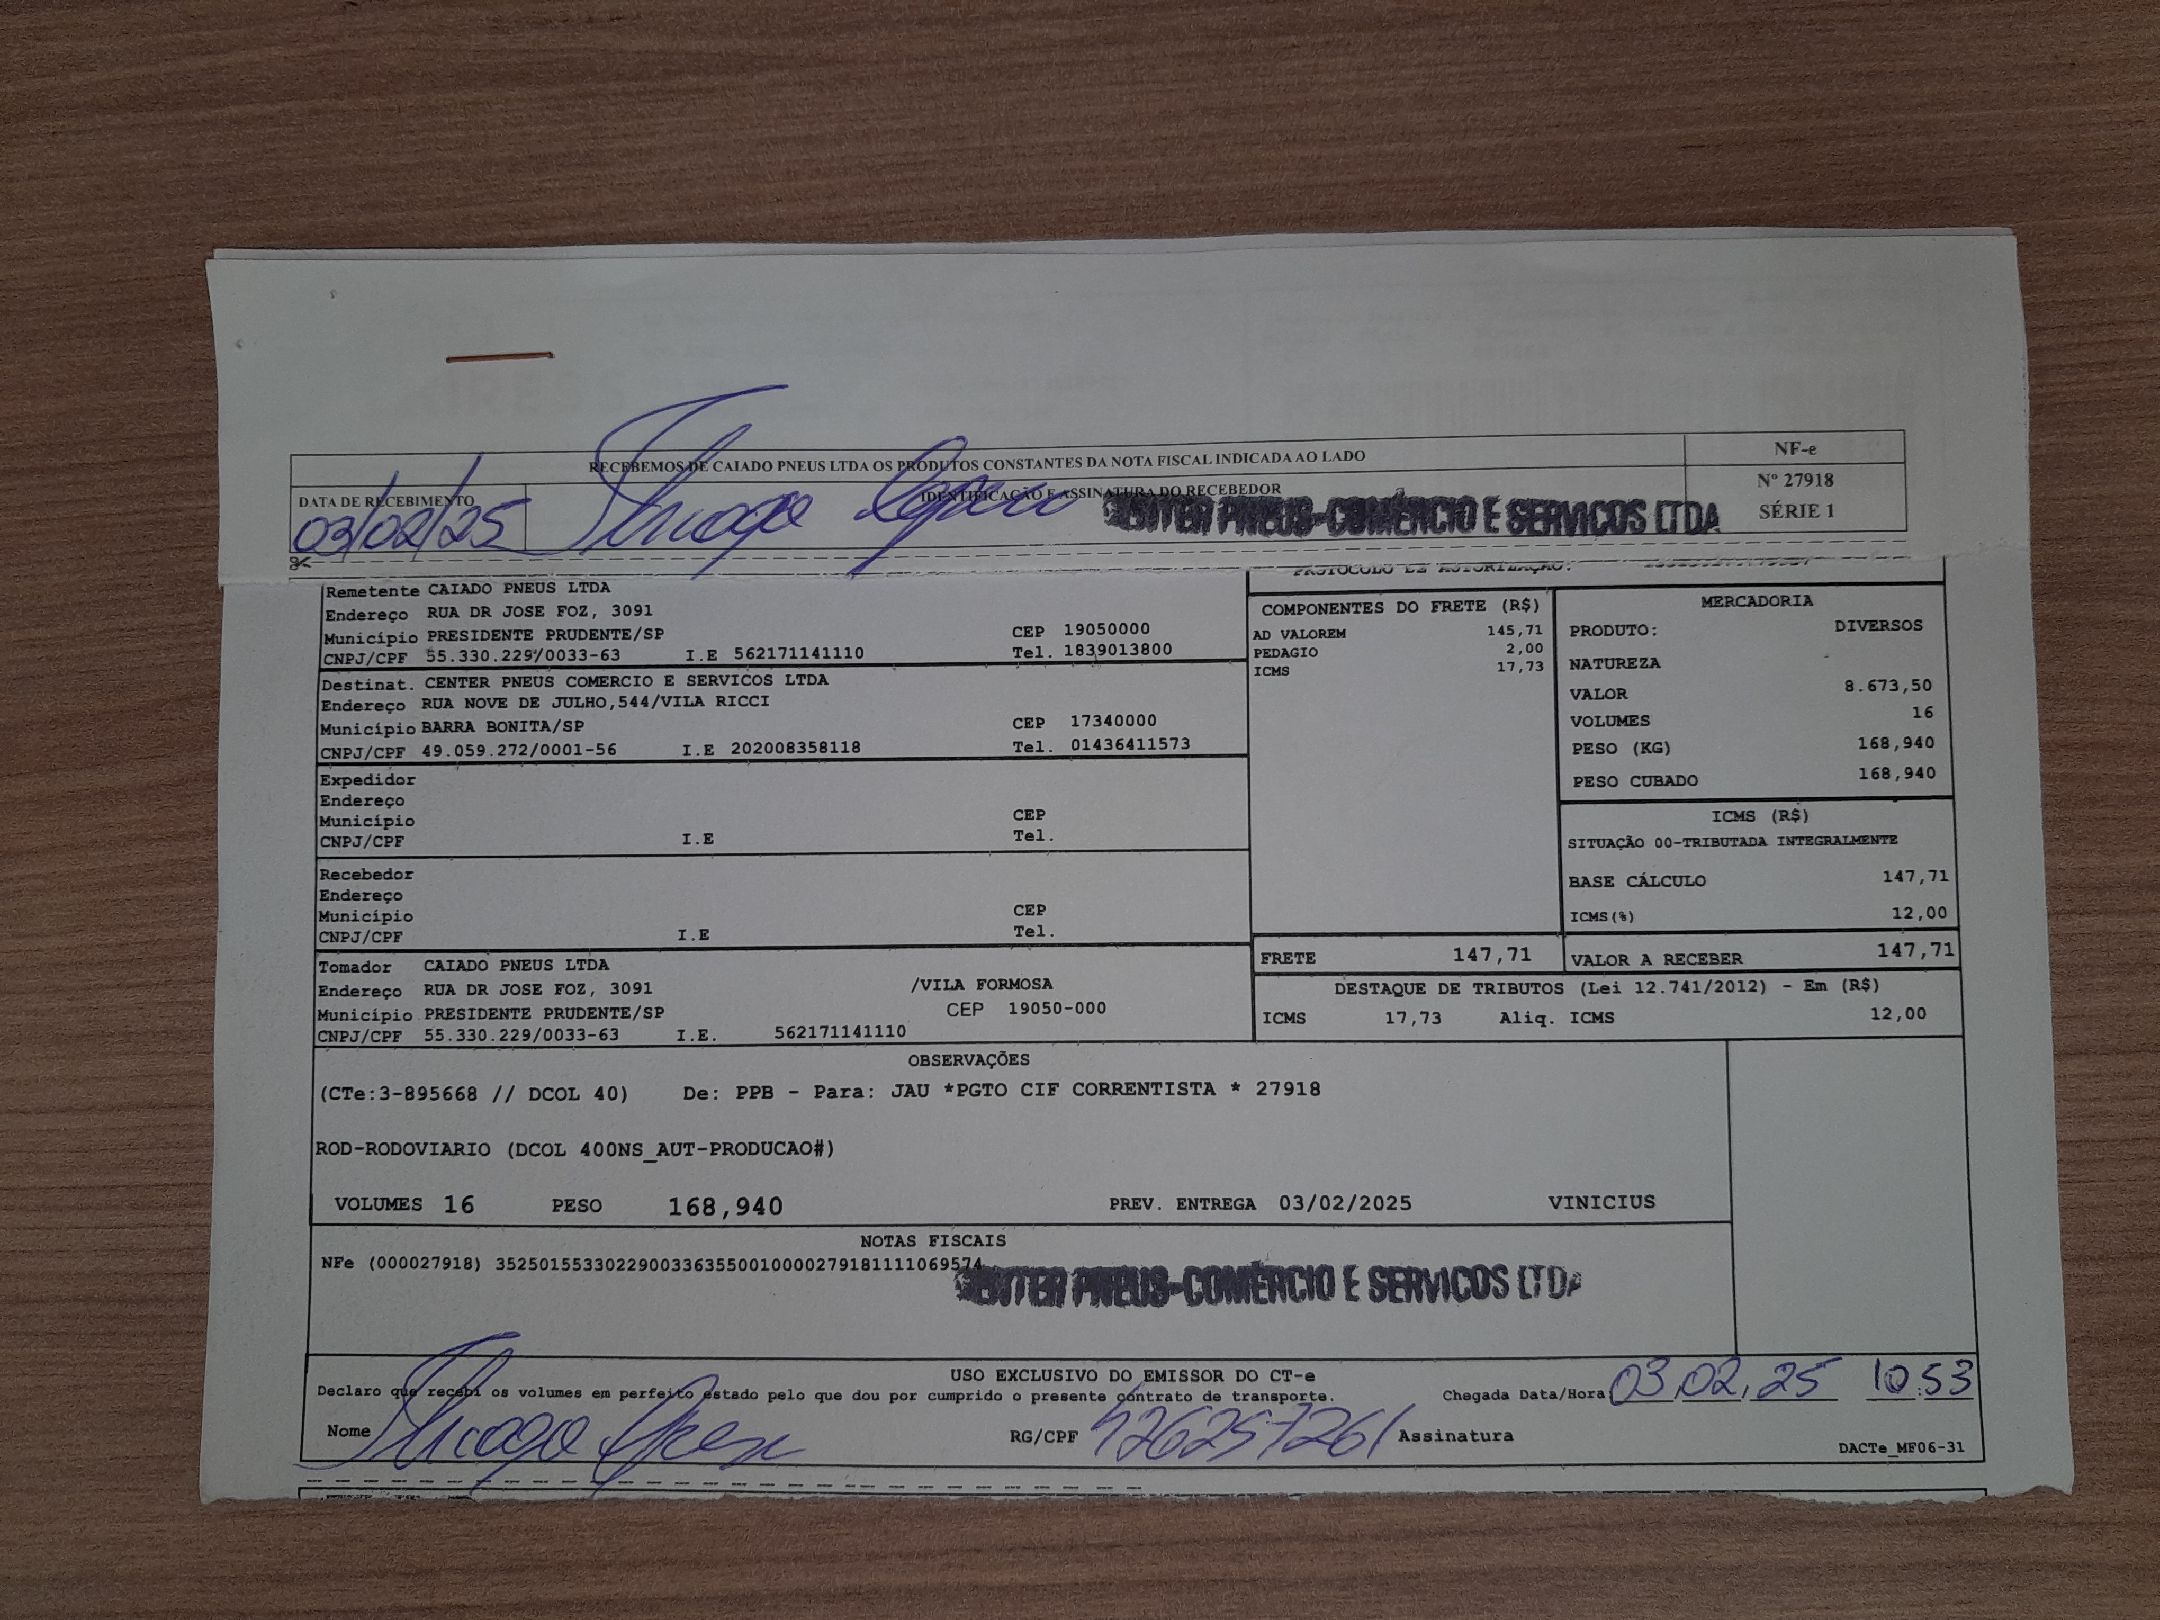 RECEBEMOS DE CAIADO PNEUS LTDA OS PRODUTOS CONSTANTES DA NOTA FISCAL INDICADA AO LADO
NF-e
Nº 27918
SÉRIE 1
DATA DE RECEBIMENTO
03/02/25
IDENTIFICAÇÃO E ASSINATURA DO RECEBEDOR
Thiago
CENTER PNEUS-COMÉRCIO E SERVICOS LTDA
PROTOCOLO DE AUTORIZAÇÃO:
Remetente CAIADO PNEUS LTDA
Endereço RUA DR JOSE FOZ, 3091
Município PRESIDENTE PRUDENTE/SP CEP 19050000
CNPJ/CPF 55.330.229/0033-63 I.E 562171141110 Tel. 1839013800
Destinat. CENTER PNEUS COMERCIO E SERVICOS LTDA
Endereço RUA NOVE DE JULHO,544/VILA RICCI
Município BARRA BONITA/SP CEP 17340000
CNPJ/CPF 49.059.272/0001-56 I.E 202008358118 Tel. 01436411573
Expedidor
Endereço
Município CEP
CNPJ/CPF I.E Tel.
Recebedor
Endereço
Município CEP
CNPJ/CPF I.E Tel.
Tomador CAIADO PNEUS LTDA
Endereço RUA DR JOSE FOZ, 3091 /VILA FORMOSA
Município PRESIDENTE PRUDENTE/SP CEP 19050-000
CNPJ/CPF 55.330.229/0033-63 I.E. 562171141110
COMPONENTES DO FRETE (R$)
AD VALOREM 145,71
PEDAGIO 2,00
ICMS 17,73
FRETE 147,71
MERCADORIA
PRODUTO: DIVERSOS
NATUREZA
VALOR 8.673,50
VOLUMES 16
PESO (KG) 168,940
PESO CUBADO 168,940
ICMS (R$)
SITUAÇÃO 00-TRIBUTADA INTEGRALMENTE
BASE CÁLCULO 147,71
ICMS(%) 12,00
VALOR A RECEBER 147,71
DESTAQUE DE TRIBUTOS (Lei 12.741/2012) - Em (R$)
ICMS 17,73 Aliq. ICMS 12,00
OBSERVAÇÕES
(CTe:3-895668 // DCOL 40) De: PPB - Para: JAU *PGTO CIF CORRENTISTA * 27918
ROD-RODOVIARIO (DCOL 400NS_AUT-PRODUCAO#)
VOLUMES 16 PESO 168,940 PREV. ENTREGA 03/02/2025 VINICIUS
NOTAS FISCAIS
NFe (000027918) 35250155330229003363550010000279181111069574
CENTER PNEUS-COMÉRCIO E SERVICOS LTDA
USO EXCLUSIVO DO EMISSOR DO CT-e
Declaro que recebi os volumes em perfeito estado pelo que dou por cumprido o presente contrato de transporte.
Chegada Data/Hora: 03,02,25 10:53
Nome Thiago RG/CPF 426257261 Assinatura
DACTe_MF06-31